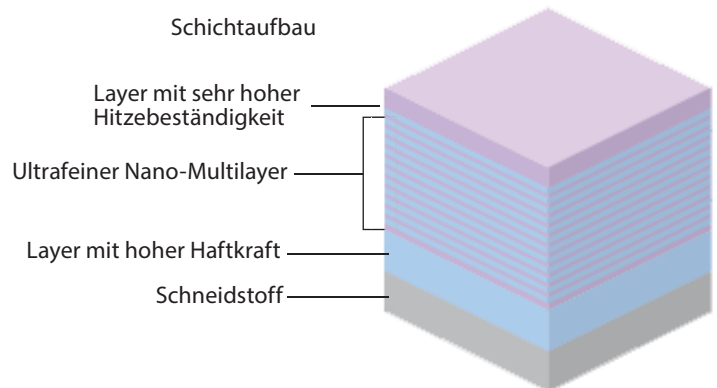 Schichtaufbau
Layer mit sehr hoher
Hitzebeständigkeit
Ultrafeiner Nano-Multilayer
Layer mit hoher Haftkraft
Schneidstoff